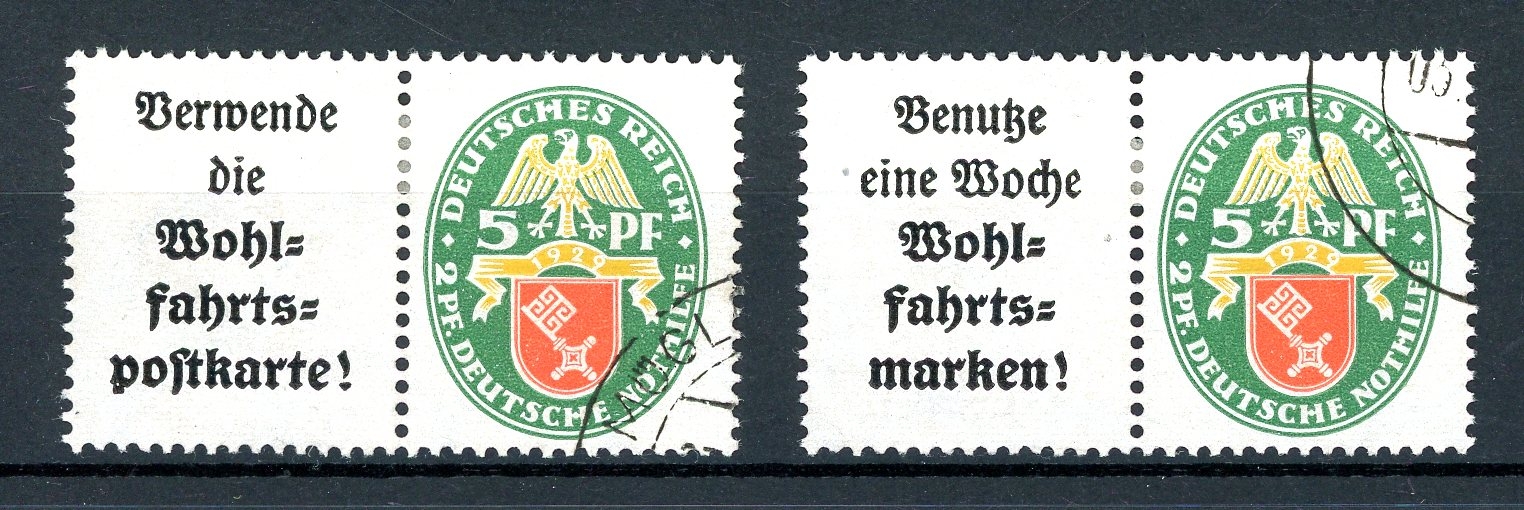 Verwende
die
Wohl=
fahrts=
postkarte!
DEUTSCHES REICH
5 PF
1929
2 PF. DEUTSCHE NOTHILFE
Benutze
eine Woche
Wohl=
fahrts=
marken!
DEUTSCHES REICH
5 PF
1929
2 PF. DEUTSCHE NOTHILFE